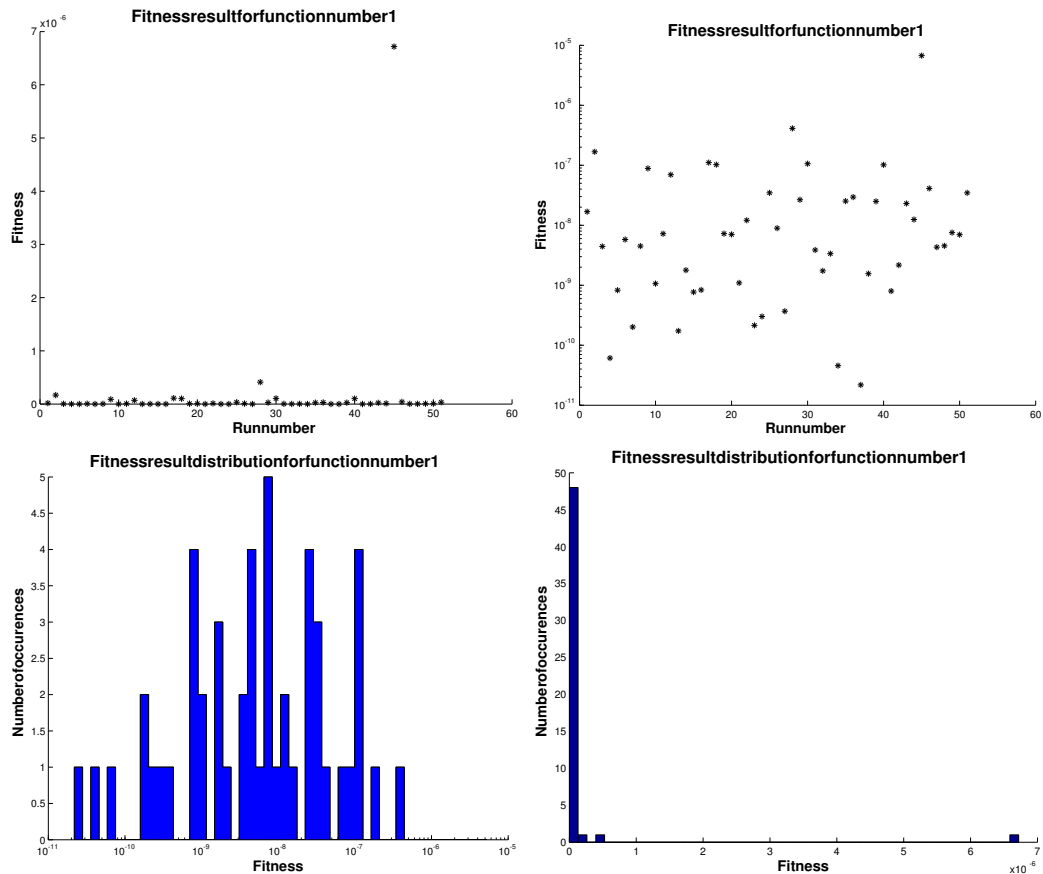 Fitnessresultforfunctionnumber1
7 x 10^-6
6
5
4
3
2
1
0
0 10 20 30 40 50 60
Fitness
Runnumber
Fitnessresultforfunctionnumber1
10^-5
10^-6
10^-7
10^-8
10^-9
10^-10
10^-11
0 10 20 30 40 50 60
Fitness
Runnumber
Fitnessresultdistributionforfunctionnumber1
5
4.5
4
3.5
3
2.5
2
1.5
1
0.5
0
10^-11 10^-10 10^-9 10^-8 10^-7 10^-6 10^-5
Numberofoccurences
Fitness
Fitnessresultdistributionforfunctionnumber1
50
45
40
35
30
25
20
15
10
5
0
0 1 2 3 4 5 6 7
x10^-6
Numberofoccurences
Fitness